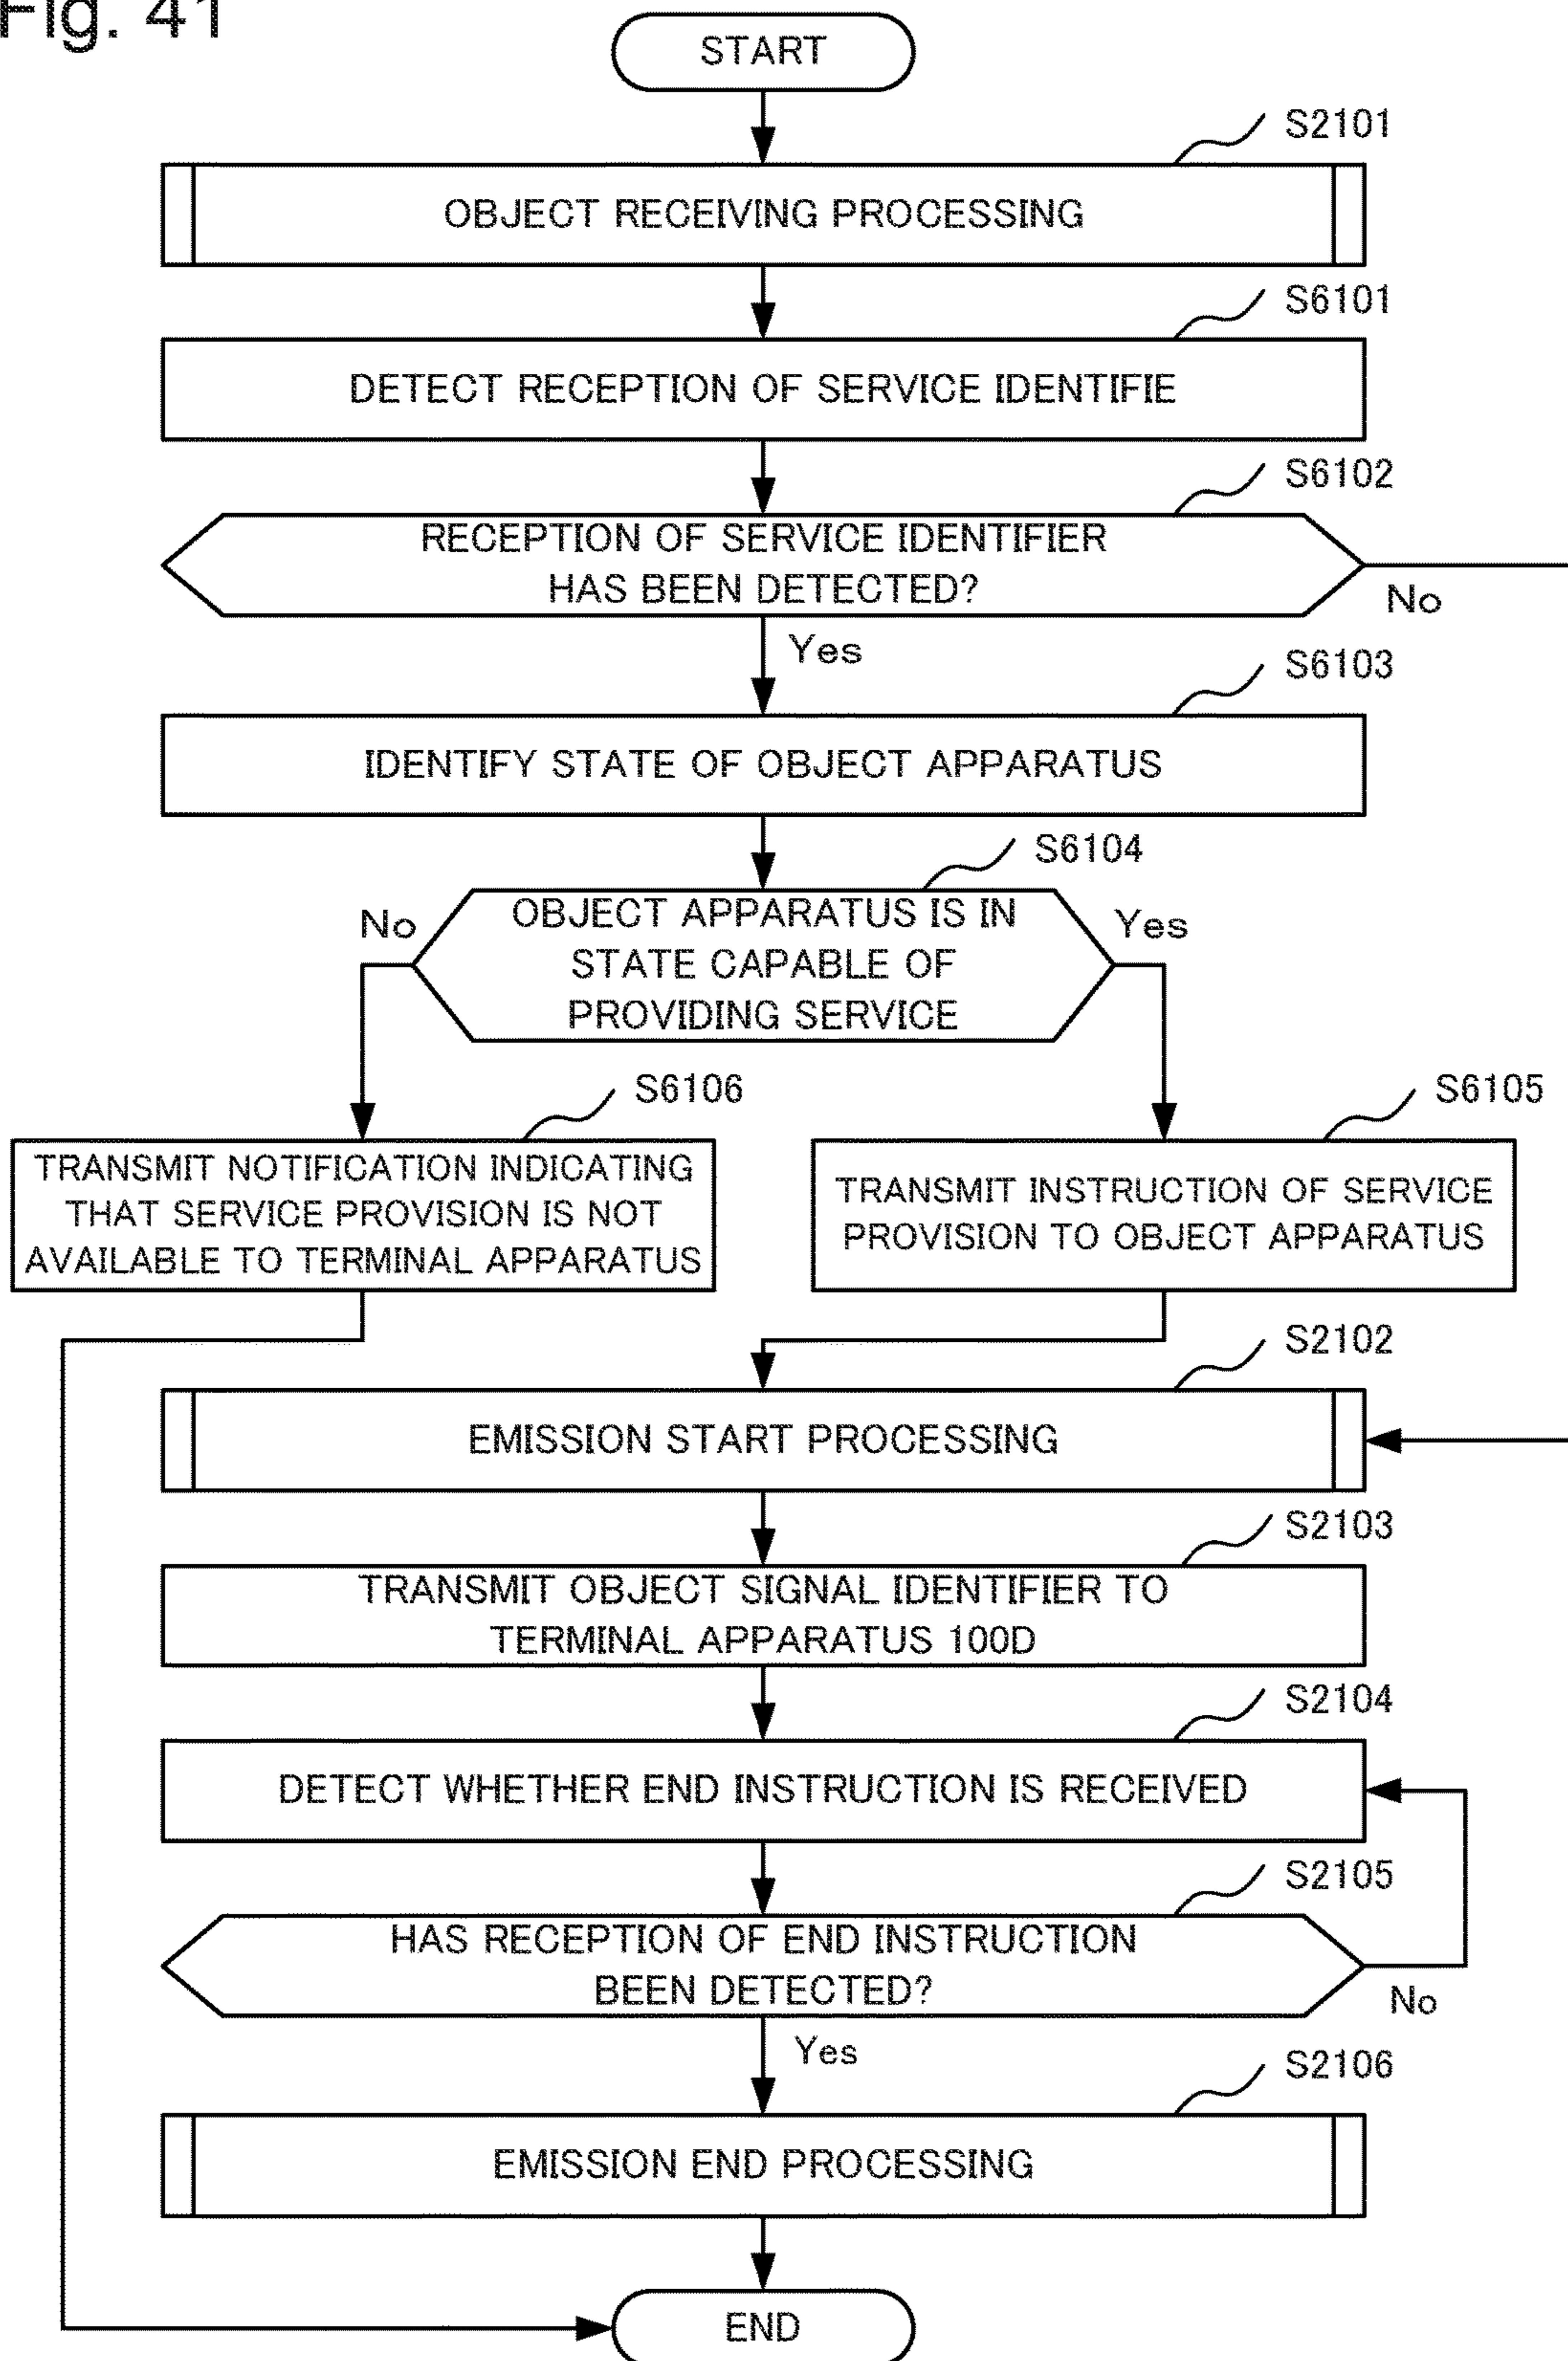 Fig. 41
START
S2101
OBJECT RECEIVING PROCESSING
S6101
DETECT RECEPTION OF SERVICE IDENTIFIE
S6102
RECEPTION OF SERVICE IDENTIFIER
HAS BEEN DETECTED?
No
Yes
S6103
IDENTIFY STATE OF OBJECT APPARATUS
S6104
No
OBJECT APPARATUS IS IN
STATE CAPABLE OF
PROVIDING SERVICE
Yes
S6106
TRANSMIT NOTIFICATION INDICATING
THAT SERVICE PROVISION IS NOT
AVAILABLE TO TERMINAL APPARATUS
S6105
TRANSMIT INSTRUCTION OF SERVICE
PROVISION TO OBJECT APPARATUS
S2102
EMISSION START PROCESSING
S2103
TRANSMIT OBJECT SIGNAL IDENTIFIER TO
TERMINAL APPARATUS 100D
S2104
DETECT WHETHER END INSTRUCTION IS RECEIVED
S2105
HAS RECEPTION OF END INSTRUCTION
BEEN DETECTED?
No
Yes
S2106
EMISSION END PROCESSING
END